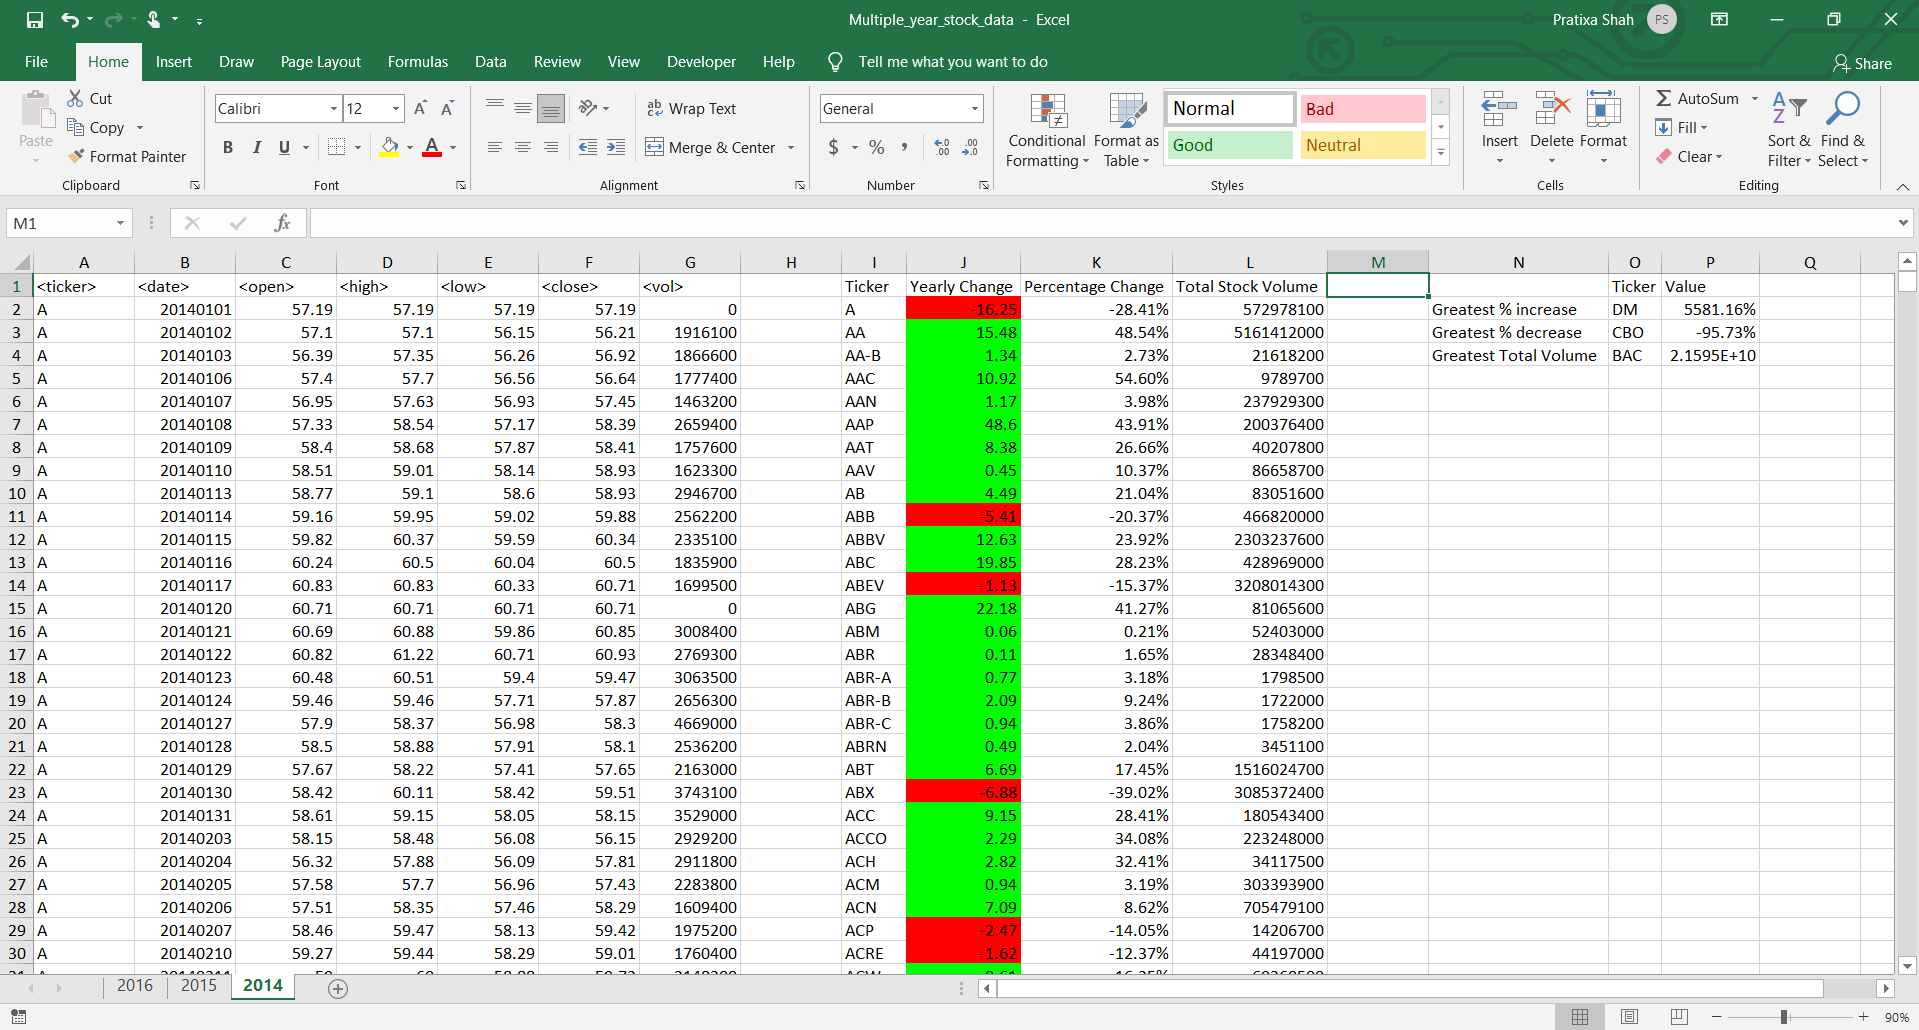 Multiple_year_stock_data - Excel
Pratixa Shah PS
File Home Insert Draw Page Layout Formulas Data Review View Developer Help Tell me what you want to do Share
Paste
Cut
Copy
Format Painter
Clipboard
Calibri 12
B I U
Font
Wrap Text
Merge & Center
Alignment
General
$ % ,
Number
Conditional Formatting
Format as Table
Normal Bad
Good Neutral
Styles
Insert Delete Format
Cells
AutoSum
Fill
Clear
Sort & Filter
Find & Select
Editing
M1
fx
A B C D E F G H I J K L M N O P Q
1 <ticker> <date> <open> <high> <low> <close> <vol> Ticker Yearly Change Percentage Change Total Stock Volume Ticker Value
2 A 20140101 57.19 57.19 57.19 57.19 0 A -16.25 -28.41% 572978100 Greatest % increase DM 5581.16%
3 A 20140102 57.1 57.1 56.15 56.21 1916100 AA 15.48 48.54% 5161412000 Greatest % decrease CBO -95.73%
4 A 20140103 56.39 57.35 56.26 56.92 1866600 AA-B 1.34 2.73% 21618200 Greatest Total Volume BAC 2.1595E+10
5 A 20140106 57.4 57.7 56.56 56.64 1777400 AAC 10.92 54.60% 9789700
6 A 20140107 56.95 57.63 56.93 57.45 1463200 AAN 1.17 3.98% 237929300
7 A 20140108 57.33 58.54 57.17 58.39 2659400 AAP 48.6 43.91% 200376400
8 A 20140109 58.4 58.68 57.87 58.41 1757600 AAT 8.38 26.66% 40207800
9 A 20140110 58.51 59.01 58.14 58.93 1623300 AAV 0.45 10.37% 86658700
10 A 20140113 58.77 59.1 58.6 58.93 2946700 AB 4.49 21.04% 83051600
11 A 20140114 59.16 59.95 59.02 59.88 2562200 ABB -5.41 -20.37% 466820000
12 A 20140115 59.82 60.37 59.59 60.34 2335100 ABBV 12.63 23.92% 2303237600
13 A 20140116 60.24 60.5 60.04 60.5 1835900 ABC 19.85 28.23% 428969000
14 A 20140117 60.83 60.83 60.33 60.71 1699500 ABEV -1.13 -15.37% 3208014300
15 A 20140120 60.71 60.71 60.71 60.71 0 ABG 22.18 41.27% 81065600
16 A 20140121 60.69 60.88 59.86 60.85 3008400 ABM 0.06 0.21% 52403000
17 A 20140122 60.82 61.22 60.71 60.93 2769300 ABR 0.11 1.65% 28348400
18 A 20140123 60.48 60.51 59.4 59.47 3063500 ABR-A 0.77 3.18% 1798500
19 A 20140124 59.46 59.46 57.71 57.87 2656300 ABR-B 2.09 9.24% 1722000
20 A 20140127 57.9 58.37 56.98 58.3 4669000 ABR-C 0.94 3.86% 1758200
21 A 20140128 58.5 58.88 57.91 58.1 2536200 ABRN 0.49 2.04% 3451100
22 A 20140129 57.67 58.22 57.41 57.65 2163000 ABT 6.69 17.45% 1516024700
23 A 20140130 58.42 60.11 58.42 59.51 3743100 ABX -6.88 -39.02% 3085372400
24 A 20140131 58.61 59.15 58.05 58.15 3529000 ACC 9.15 28.41% 180543400
25 A 20140203 58.15 58.48 56.08 56.15 2929200 ACCO 2.29 34.08% 223248000
26 A 20140204 56.32 57.88 56.09 57.81 2911800 ACH 2.82 32.41% 34117500
27 A 20140205 57.58 57.7 56.96 57.43 2283800 ACM 0.94 3.19% 303393900
28 A 20140206 57.51 58.35 57.46 58.29 1609400 ACN 7.09 8.62% 705479100
29 A 20140207 58.46 59.47 58.13 59.42 1975200 ACP -2.47 -14.05% 14206700
30 A 20140210 59.27 59.44 58.29 59.01 1760400 ACRE -1.62 -12.37% 44197000
2016 2015 2014
90%